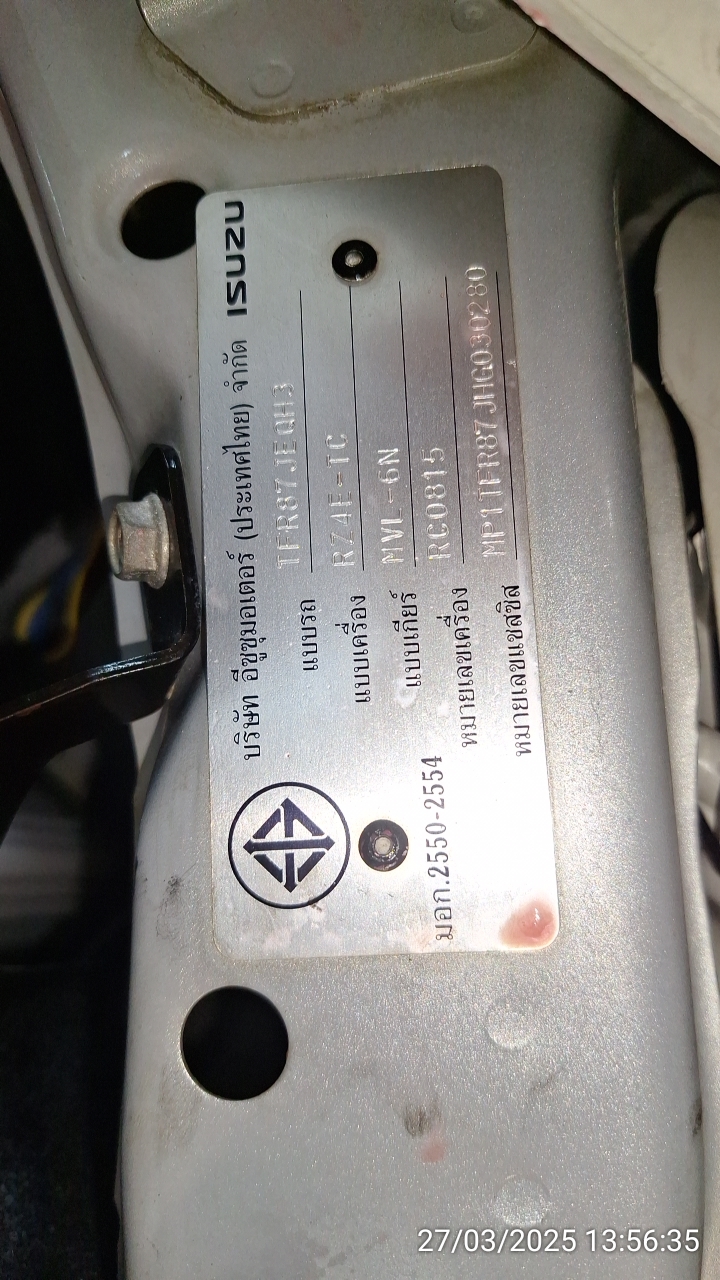 บริษัท อีซูซุมอเตอร์ (ประเทศไทย) จำกัด ISUZU
แบบรถ TFR87JEQH3
แบบเครื่อง RZ4E-TC
แบบเกียร์ MVL-6N
หมายเลขเครื่อง RC0815
หมายเลขแชสซิส MP1TFR87JHG030280
มอก.2550-2554
27/03/2025 13:56:35